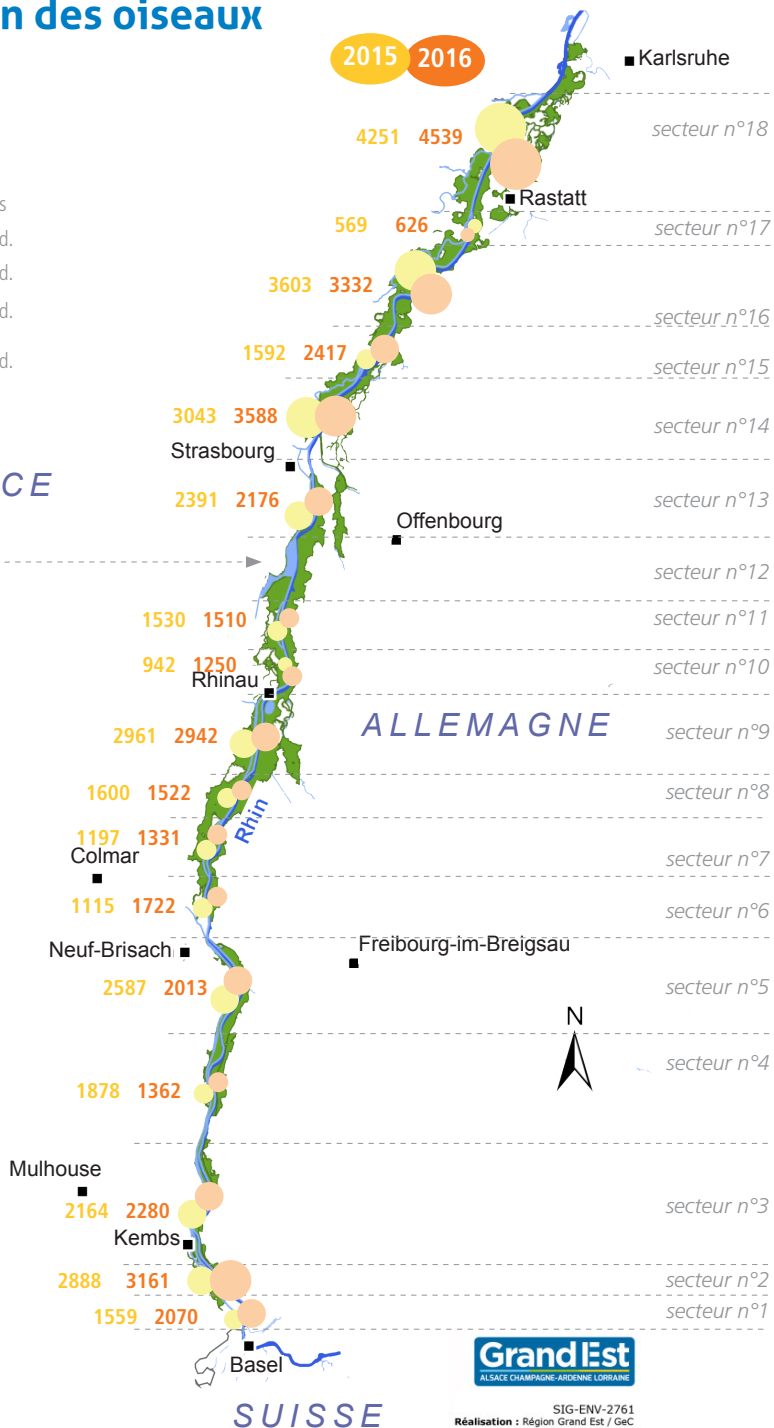 n des oiseaux
2015 2016
Karlsruhe
4251 4539
secteur n°18
Rastatt
s
569 626
secteur n°17
d.
d.
3603 3332
d.
secteur n°16
1592 2417
d.
secteur n°15
3043 3588
secteur n°14
Strasbourg
CE
2391 2176
secteur n°13
Offenbourg
secteur n°12
1530 1510
secteur n°11
942 1250
secteur n°10
Rhinau
ALLEMAGNE
2961 2942
secteur n°9
1600 1522
secteur n°8
Rhin
1197 1331
Colmar
secteur n°7
1115 1722
secteur n°6
Neuf-Brisach
Freibourg-im-Breigsau
2587 2013
secteur n°5
N
secteur n°4
1878 1362
Mulhouse
2164 2280
secteur n°3
Kembs
2888 3161
secteur n°2
1559 2070
secteur n°1
Basel
Grand Est
ALSACE CHAMPAGNE-ARDENNE LORRAINE
SUISSE
SIG-ENV-2761
Réalisation : Région Grand Est / GeC